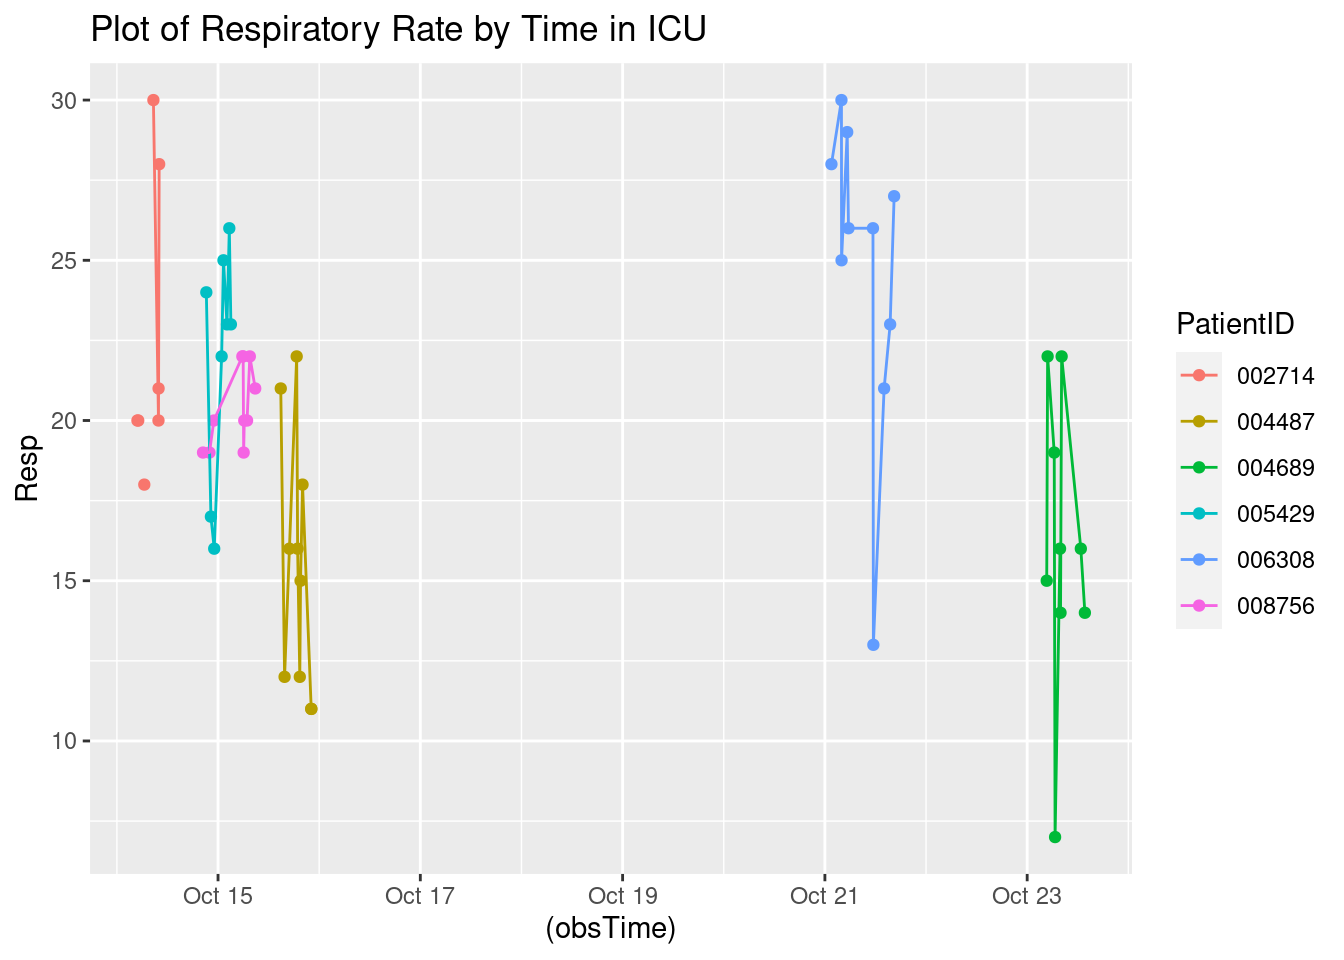 Plot of Respiratory Rate by Time in ICU
30
25
20
15
10
Resp
Oct 15 Oct 17 Oct 19 Oct 21 Oct 23
(obsTime)
PatientID
002714
004487
004689
005429
006308
008756